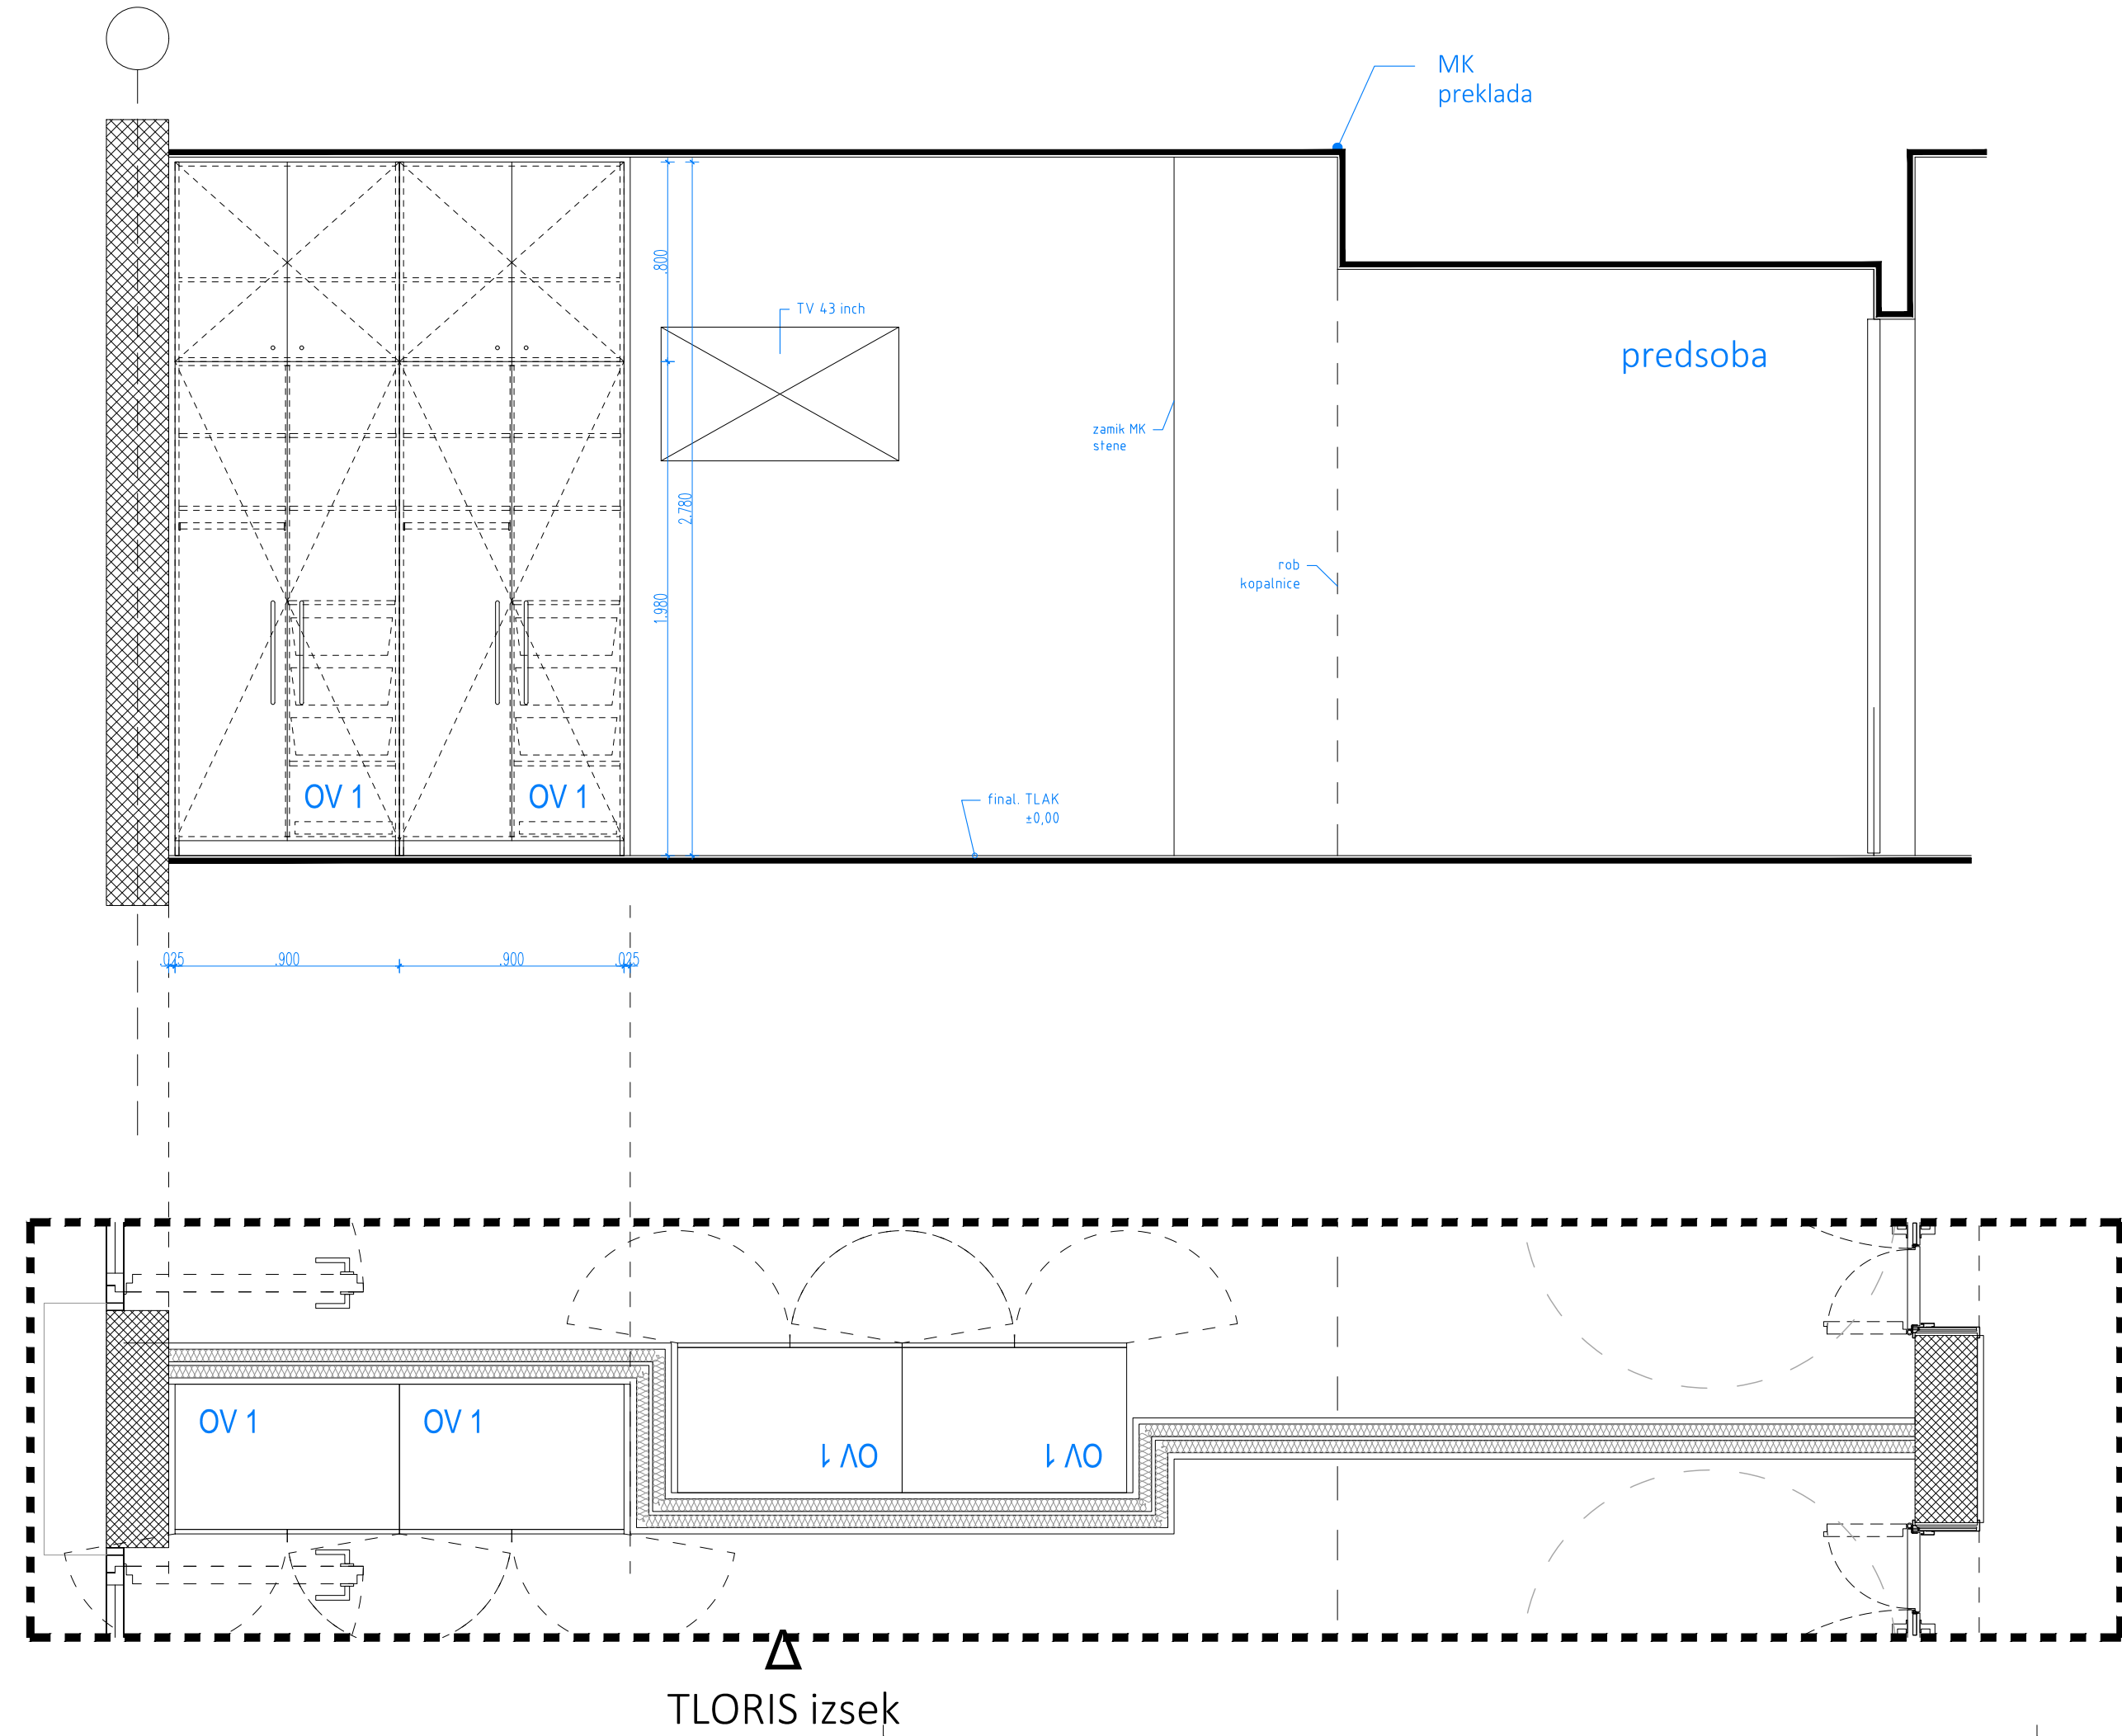 MK
preklada
.800
TV 43 inch
predsoba
zamik MK
stene
2.780
rob
kopalnice
1.980
OV 1
OV 1
final. TLAK
±0,00
.025
.900
.900
.025
OV 1
OV 1
OV 1
OV 1
TLORIS izsek